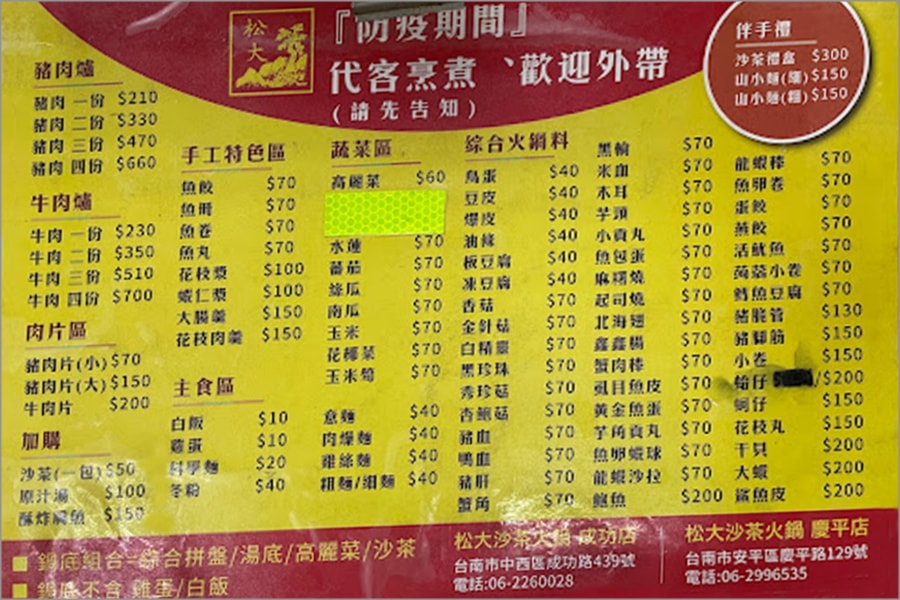 松大
『防疫期間』
代客烹煮、歡迎外帶
(請先告知)
伴手禮
沙茶禮盒 $300
山小麵(細) $150
山小麵(粗) $150
豬肉爐
豬肉 一份 $210
豬肉 二份 $330
豬肉 三份 $470
豬肉 四份 $660
牛肉爐
牛肉 一份 $230
牛肉 二份 $350
牛肉 三份 $510
牛肉 四份 $700
肉片區
豬肉片(小) $70
豬肉片(大) $150
牛肉片 $200
加購
沙茶(一包) $50
原汁湯 $100
酥炸魠魚 $150
手工特色區
魚餃 $70
魚冊 $70
魚卷 $70
魚丸 $70
花枝漿 $100
蝦仁漿 $100
大腸羹 $150
花枝肉羹 $150
主食區
白飯 $10
雞蛋 $10
科學麵 $20
冬粉 $40
蔬菜區
高麗菜 $60
水蓮 $70
蕃茄 $70
絲瓜 $70
南瓜 $70
玉米 $70
花椰菜 $70
玉米筍 $70
意麵 $40
肉燥麵 $40
雞絲麵 $40
粗麵/細麵 $40
綜合火鍋料
鳥蛋 $40
豆皮 $40
爆皮 $40
油條 $40
板豆腐 $40
凍豆腐 $40
香菇 $70
金針菇 $70
白精靈 $70
黑珍珠 $70
秀珍菇 $70
杏鮑菇 $70
豬血 $70
鴨血 $70
豬肝 $70
蟹角 $70
黑輪 $70
米血 $70
木耳 $70
芋頭 $70
小貢丸 $70
魚包蛋 $70
麻糬燒 $70
起司燒 $70
北海翅 $70
鑫鑫腸 $70
蟹肉棒 $70
虱目魚皮 $70
黃金魚蛋 $70
芋角貢丸 $70
魚卵蝦球 $70
龍蝦沙拉 $70
鮑魚 $200
龍蝦棒 $70
魚卵卷 $70
蛋餃 $70
燕餃 $70
活魷魚 $70
蒟蒻小卷 $70
鱈魚豆腐 $70
豬脆管 $130
豬腳筋 $150
小卷 $150
蛤仔 /$200
蚵仔 $150
花枝丸 $150
干貝 $200
大蝦 $200
鯊魚皮 $200
■ 鍋底組合=綜合拼盤/湯底/高麗菜/沙茶
■ 鍋底不含 雞蛋/白飯
松大沙茶火鍋 成功店
台南市中西區成功路439號
電話:06-2260028
松大沙茶火鍋 慶平店
台南市安平區慶平路129號
電話:06-2996535